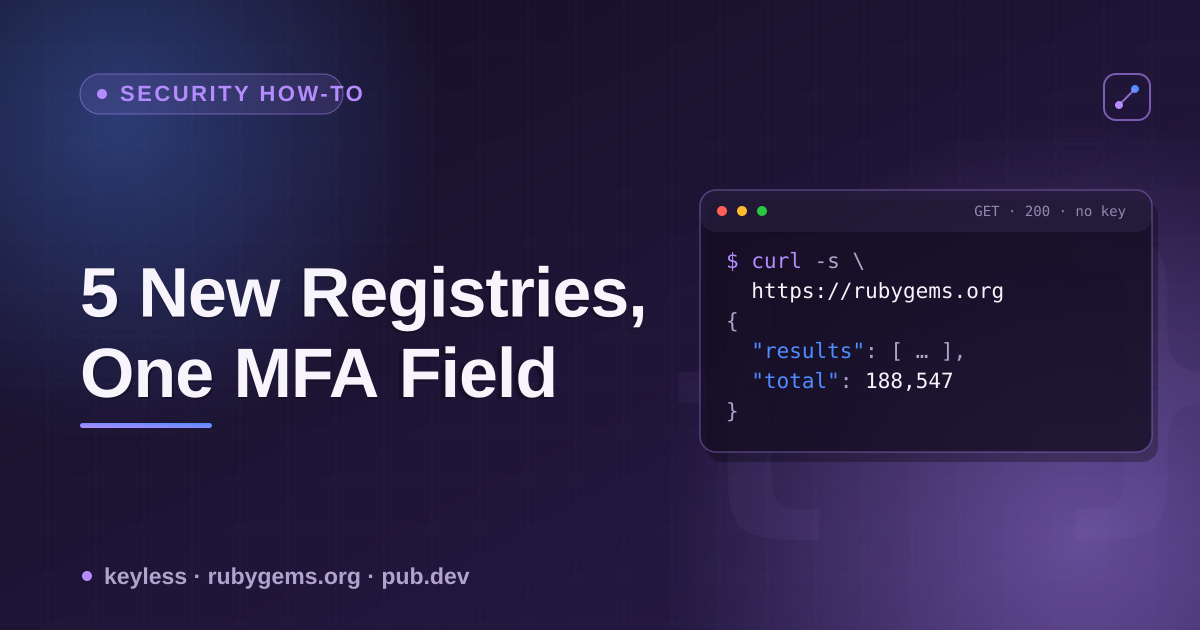 SECURITY HOW-TO
5 New Registries,
One MFA Field
GET · 200 · no key
$ curl -s \
https://rubygems.org
{
"results": [ … ],
"total": 188,547
}
keyless · rubygems.org · pub.dev